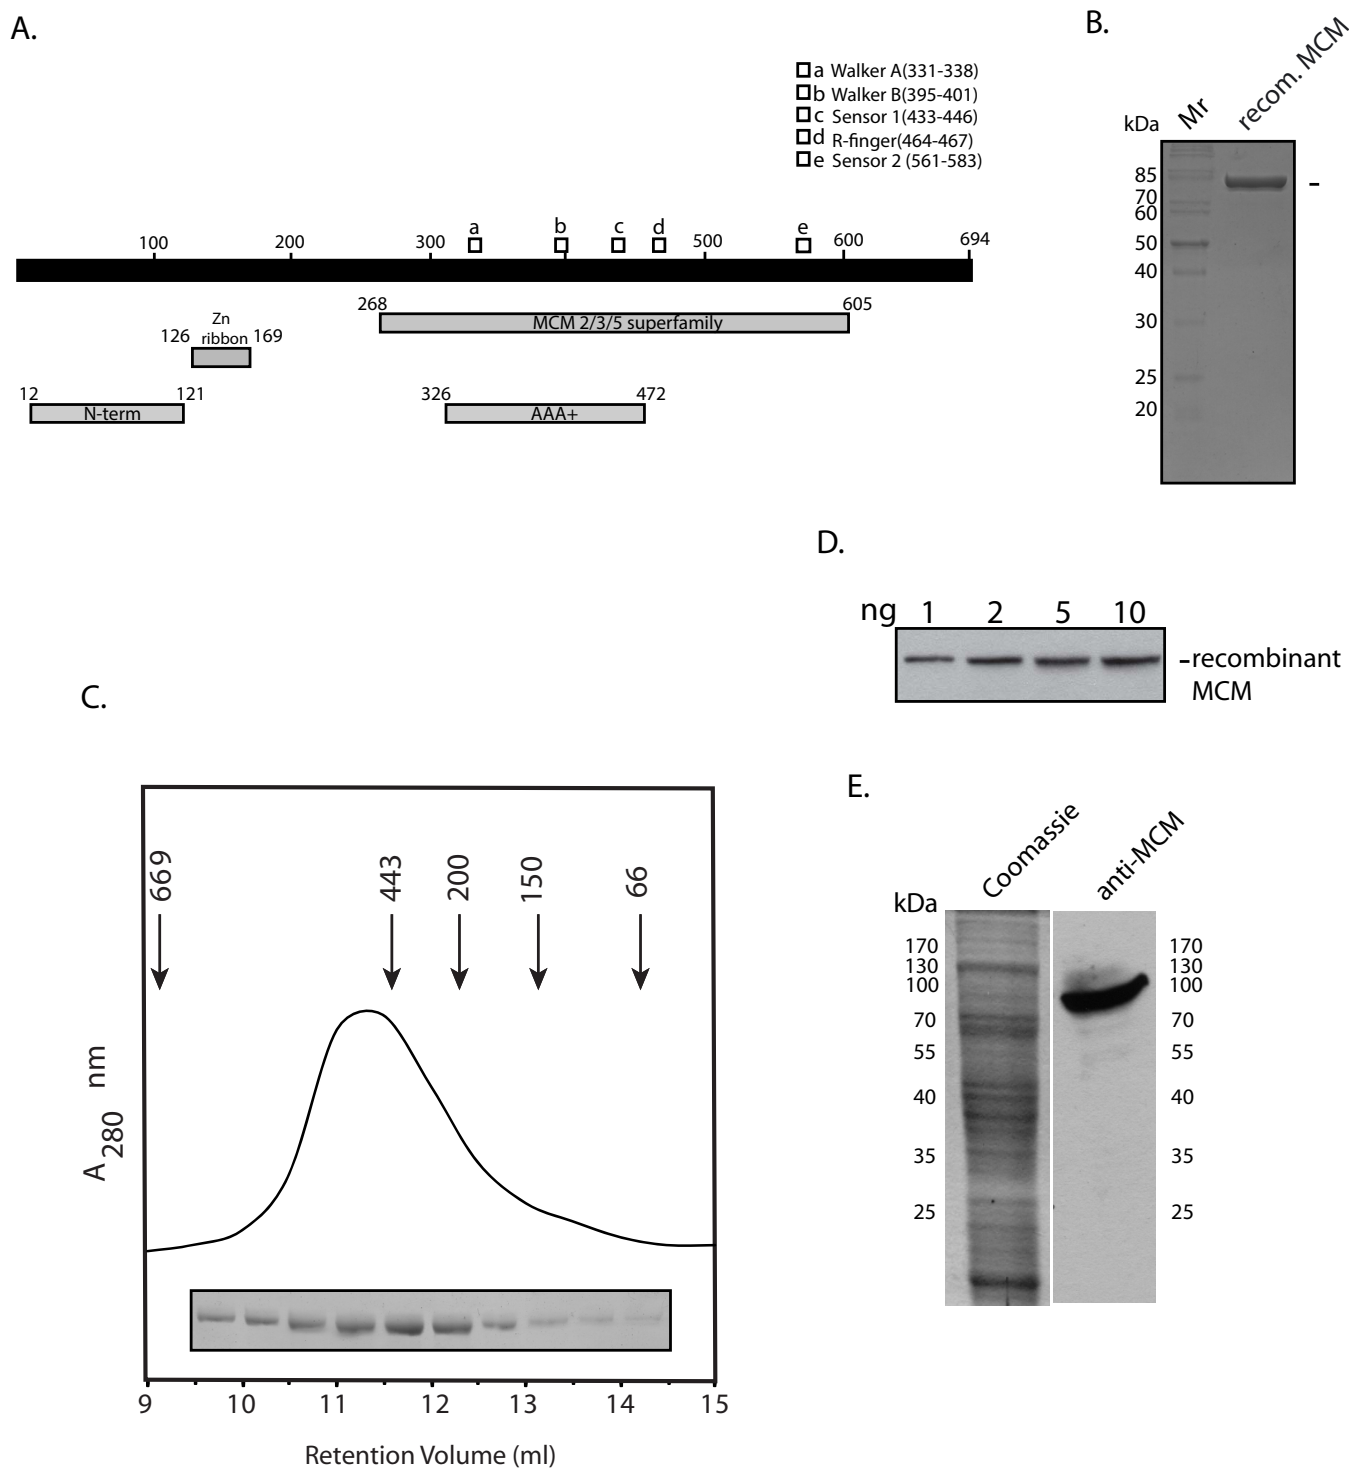 A.
a Walker A(331-338)
b Walker B(395-401)
c Sensor 1(433-446)
d R-finger(464-467)
e Sensor 2 (561-583)
a b c d e
100 200 300 500 600 694
268 605
MCM 2/3/5 superfamily
Zn
126 ribbon 169
12 121
N-term
326 472
AAA+
B.
kDa Mr recom. MCM
85
70
60
50
40
30
25
20
-
D.
ng 1 2 5 10
-recombinant
MCM
C.
669 443 200 150 66
A280 nm
9 10 11 12 13 14 15
Retention Volume (ml)
E.
Coomassie anti-MCM
kDa
170 170
130 130
100 100
70 70
55 55
40 40
35 35
25 25